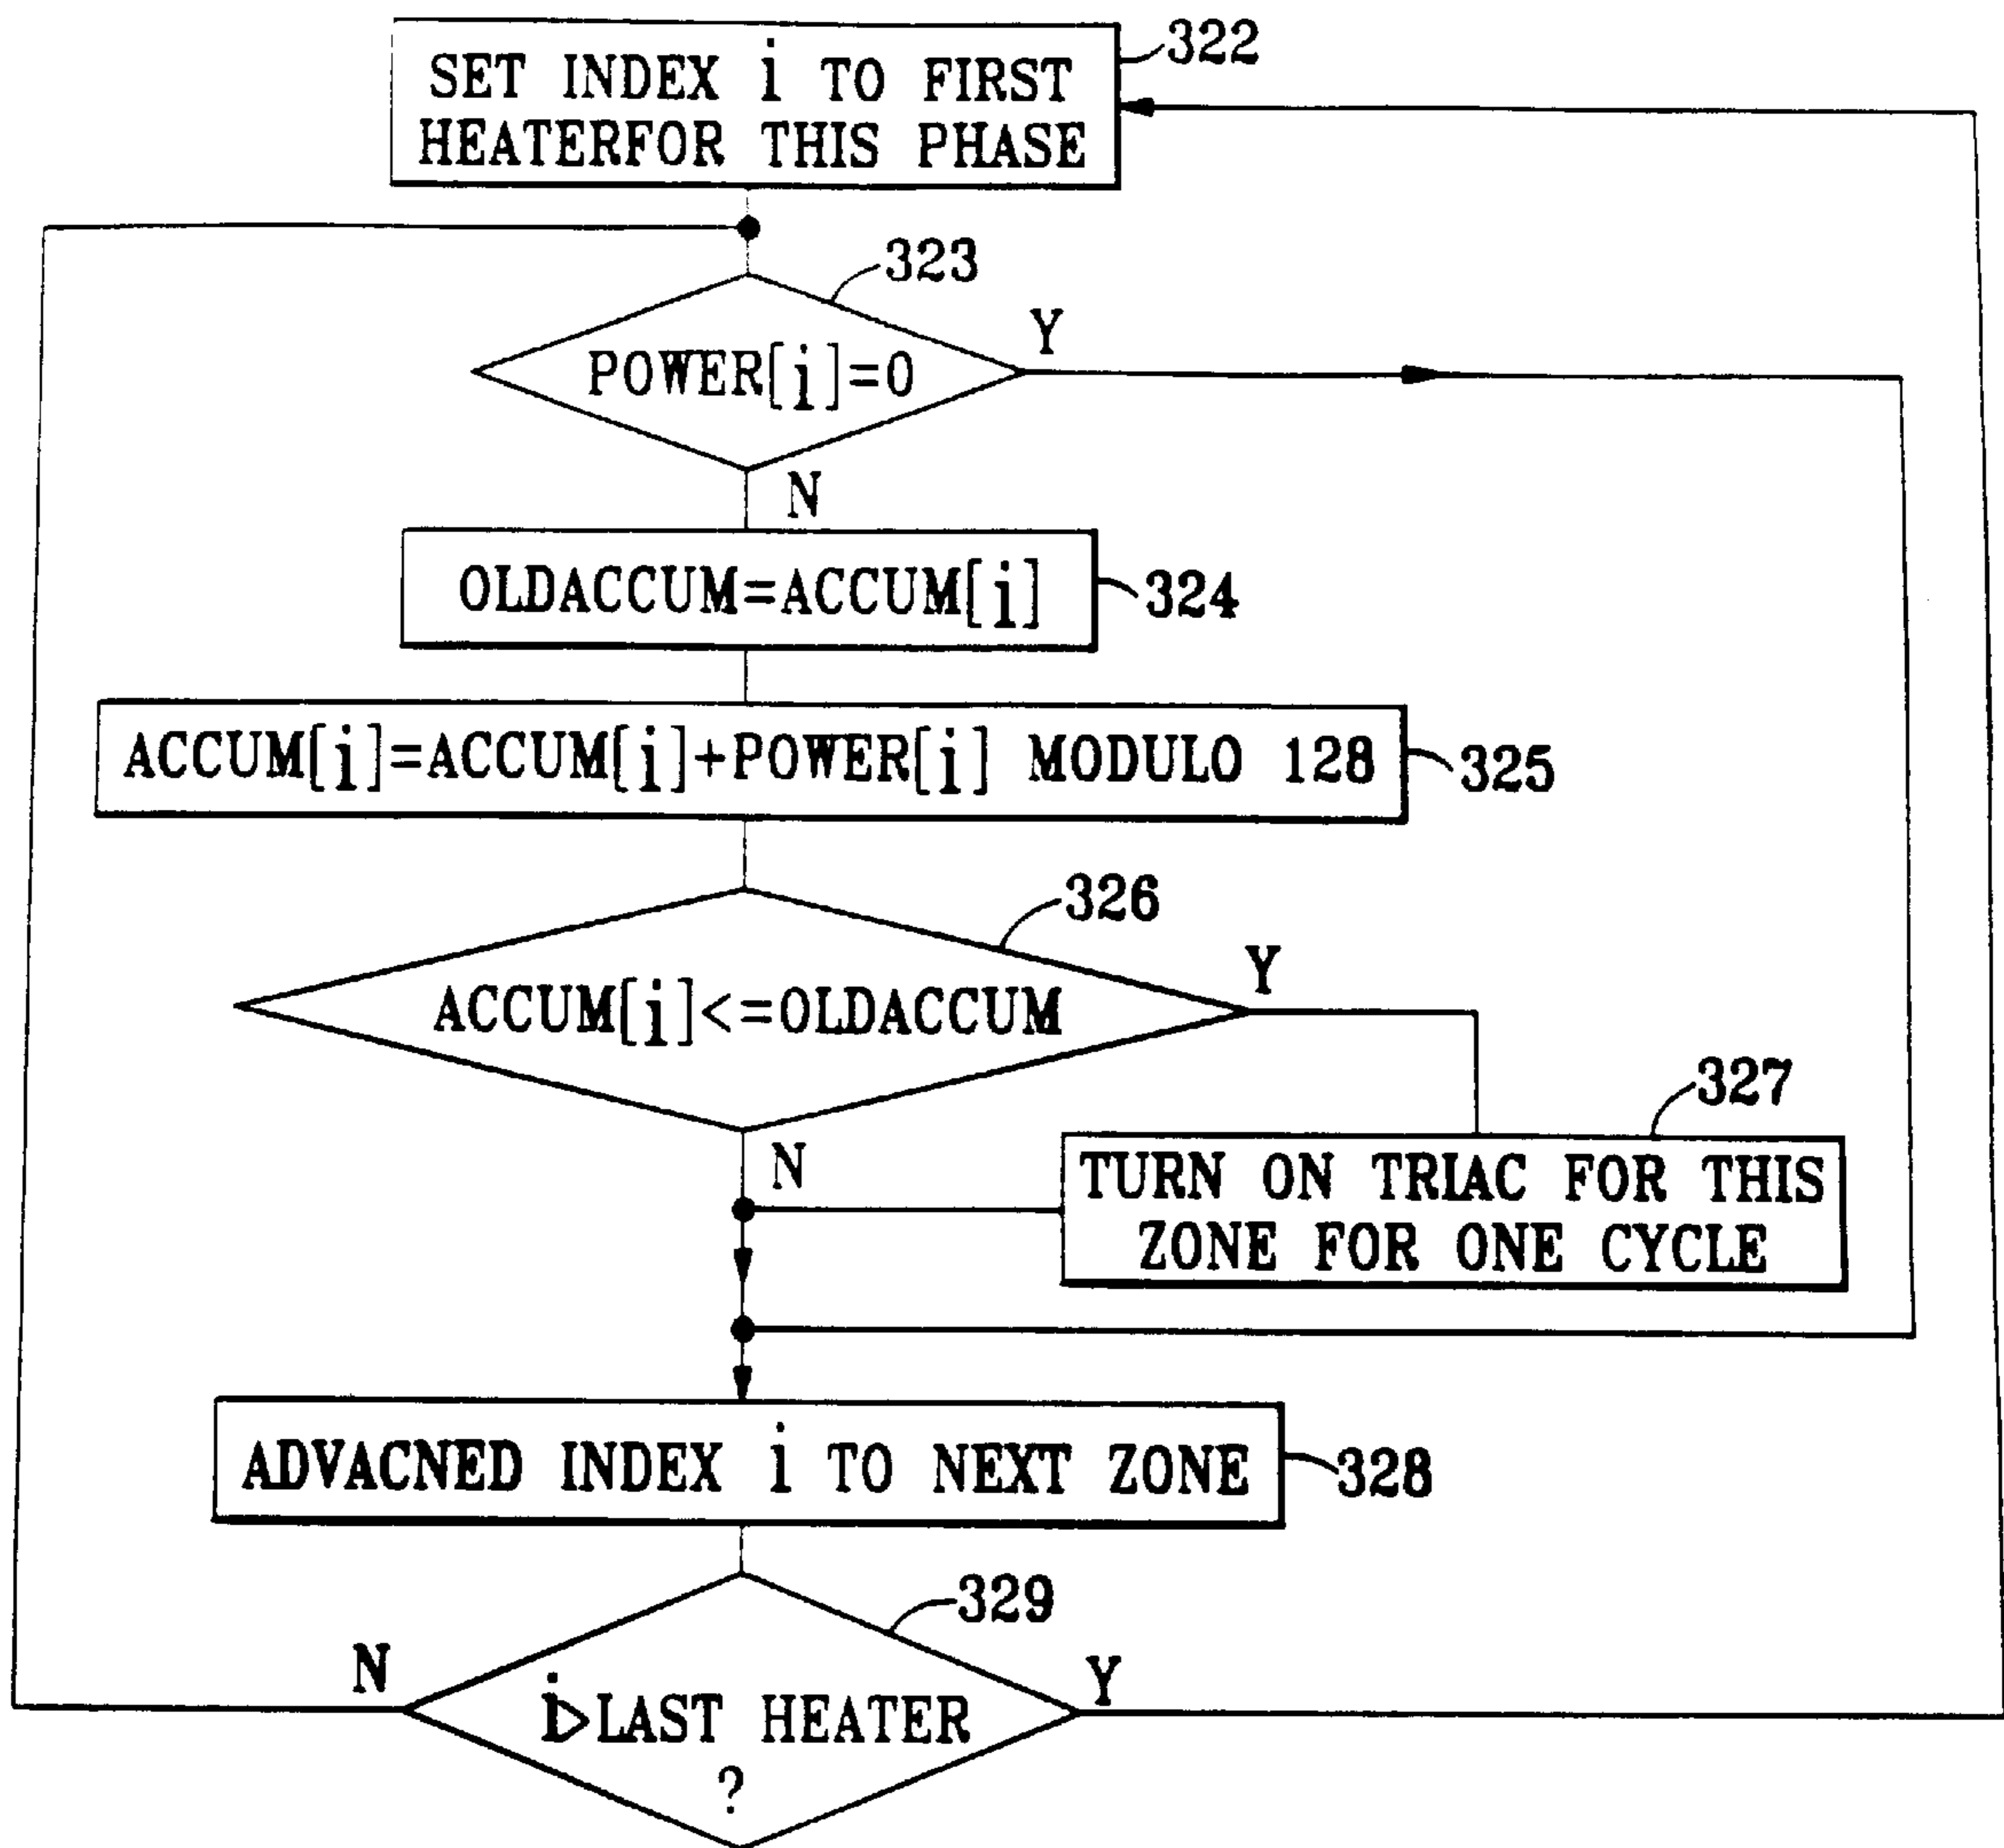 SET INDEX i TO FIRST
HEATERFOR THIS PHASE
322
323
POWER[i]=0
Y
N
OLDACCUM=ACCUM[i]
324
ACCUM[i]=ACCUM[i]+POWER[i] MODULO 128
325
326
ACCUM[i]<=OLDACCUM
Y
N
327
TURN ON TRIAC FOR THIS
ZONE FOR ONE CYCLE
ADVACNED INDEX i TO NEXT ZONE
328
329
N
i>LAST HEATER
?
Y